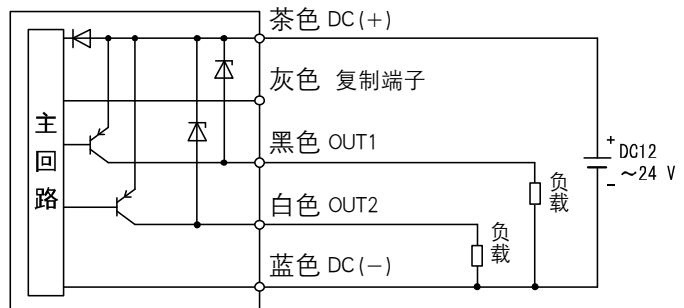 茶色 DC(+)
灰色 复制端子
主回路
黑色 OUT1
+ DC12
～24 V
−
负载
白色 OUT2
负载
蓝色 DC(−)